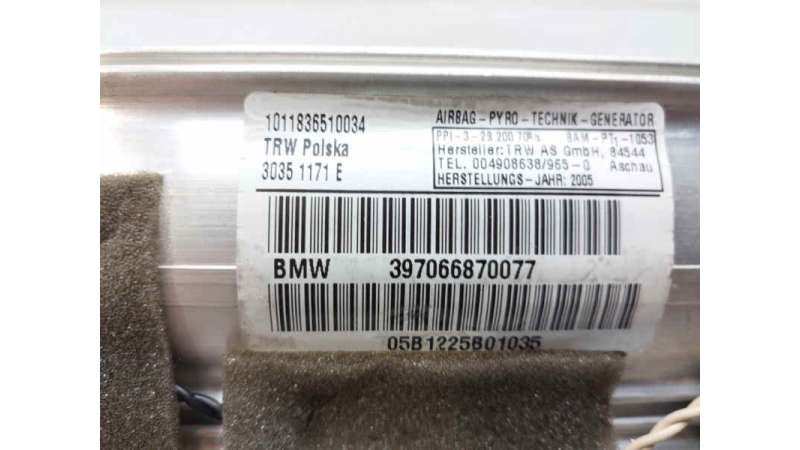 1011836510034
TRW Polska
3035 1171 E
AIRBAG-PYRO-TECHNIK-GENERATOR
Hersteller:TRW AS GmbH, 84544
TEL. 004908638/965-0 Aschau
HERSTELLUNGS-JAHR: 2005
BMW 397066870077
05B1225801035